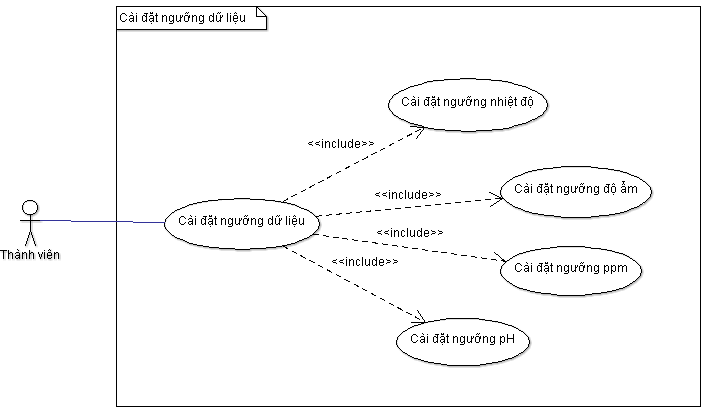 Cài đặt ngưỡng dữ liệu
Cài đặt ngưỡng nhiệt độ
<<include>>
Cài đặt ngưỡng độ ẩm
<<include>>
Cài đặt ngưỡng dữ liệu
<<include>>
Thành viên
<<include>>
Cài đặt ngưỡng ppm
Cài đặt ngưỡng pH